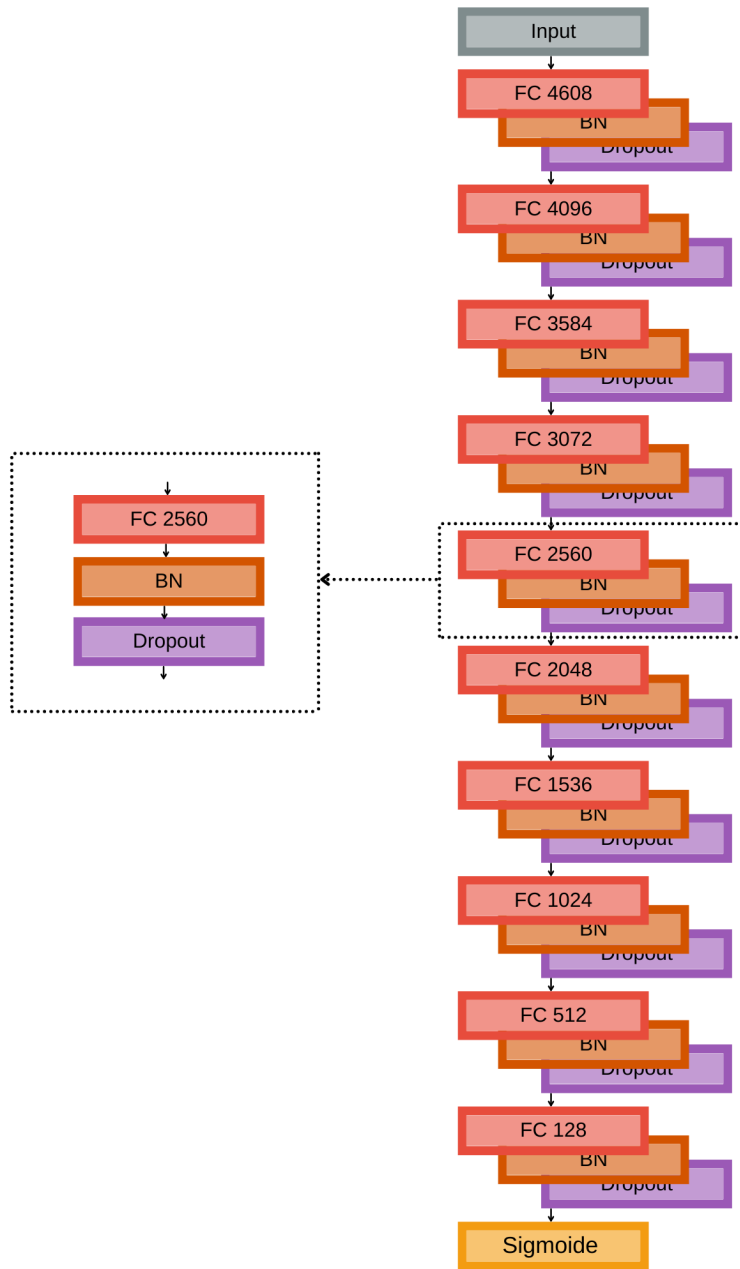 Input
FC 4608
BN
Dropout
FC 4096
BN
Dropout
FC 3584
BN
Dropout
FC 3072
BN
Dropout
FC 2560
BN
Dropout
FC 2560
BN
Dropout
FC 2048
BN
Dropout
FC 1536
BN
Dropout
FC 1024
BN
Dropout
FC 512
BN
Dropout
FC 128
BN
Dropout
Sigmoide